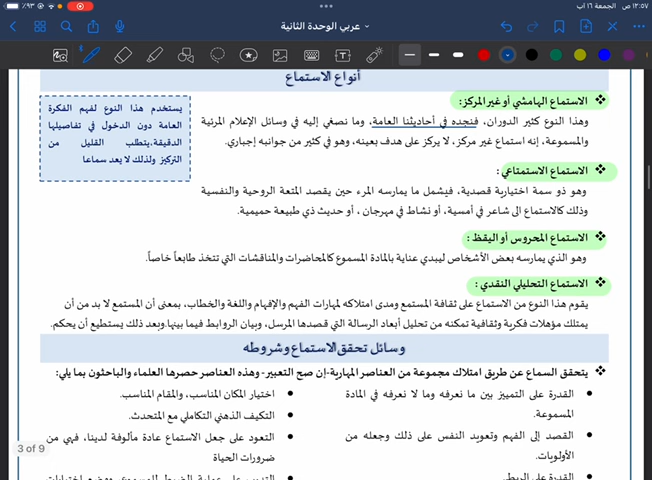 ١٢:٥٧ ص الجمعة ١٦ آب
٩٣٪
عربي الوحدة الثانية
أنواع الاستماع
الاستماع الهامشي أو غير المركز:
وهذا النوع كثير الدوران، فنجده في أحاديثنا العامة، وما نصغي إليه في وسائل الإعلام المرئية
والمسموعة، إنه استماع غير مركز، لا يركز على هدف بعينه، وهو في كثير من جوانبه إجباري.
يستخدم هذا النوع لفهم الفكرة
العامة دون الدخول في تفاصيلها
الدقيقة.يتطلب القليل من
التركيز ولذلك لا يعد سماعا
الاستماع الاستمتاعي:
وهو ذو سمة اختيارية قصدية، فيشمل ما يمارسه المرء حين يقصد المتعة الروحية والنفسية
وذلك كالاستماع الى شاعر في أمسية، أو نشاط في مهرجان ، أو حديث ذي طبيعة حميمية.
الاستماع المحروس أو اليقظ :
وهو الذي يمارسه بعض الأشخاص ليبدي عناية بالمادة المسموع كالمحاضرات والمناقشات التي تتخذ طابعاً خاصاً.
الاستماع التحليلي النقدي :
يقوم هذا النوع من الاستماع على ثقافة المستمع ومدى امتلاكه لمهارات الفهم والإفهام واللغة والخطاب، بمعنى أن المستمع لا بد من أن
يمتلك مؤهلات فكرية وثقافية تمكنه من تحليل أبعاد الرسالة التي قصدها المرسل، وبيان الروابط فيما بينها.وبعد ذلك يستطيع أن يحكم.
وسائل تحقق الاستماع وشروطه
يتحقق السماع عن طريق امتلاك مجموعة من العناصر المهارية-إن صح التعبير- وهذه العناصر حصرها العلماء والباحثون بما يلي:
القدرة على التمييز بين ما نعرفه وما لا نعرفه في المادة
المسموعة.
القصد إلى الفهم وتعويد النفس على ذلك وجعله من
الأولويات.
القدرة على الربط.
اختيار المكان المناسب، والمقام المناسب.
التكيف الذهني التكاملي مع المتحدث.
التعود على جعل الاستماع عادة مألوفة لدينا، فهي من
ضرورات الحياة
3 of 9